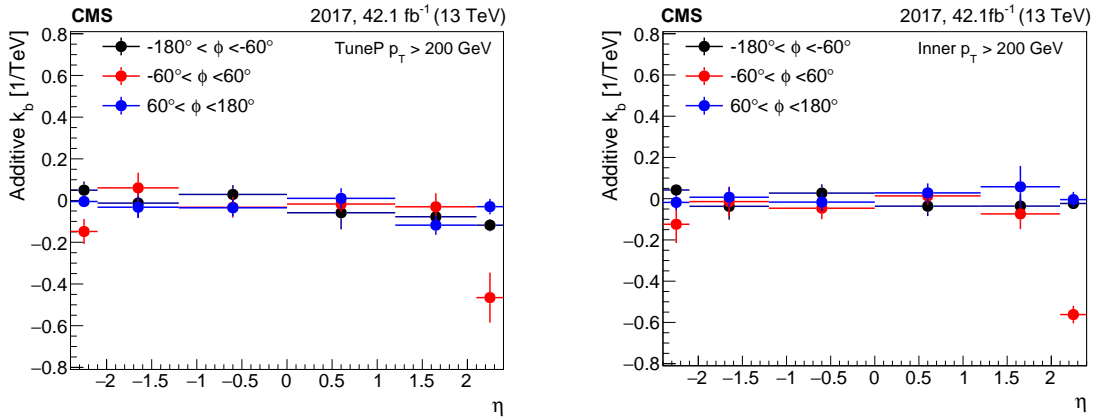 CMS
2017, 42.1 fb⁻¹ (13 TeV)
Additive k_b [1/TeV]
0.8
0.6
0.4
0.2
0
−0.2
−0.4
−0.6
−0.8
-180° < ϕ <-60°
-60°< ϕ <60°
60°< ϕ <180°
TuneP p_T > 200 GeV
−2 −1.5 −1 −0.5 0 0.5 1 1.5 2
η
CMS
2017, 42.1fb⁻¹ (13 TeV)
Additive k_b [1/TeV]
0.8
0.6
0.4
0.2
0
−0.2
−0.4
−0.6
−0.8
-180° < ϕ <-60°
-60°< ϕ <60°
60°< ϕ <180°
Inner p_T > 200 GeV
−2 −1.5 −1 −0.5 0 0.5 1 1.5 2
η